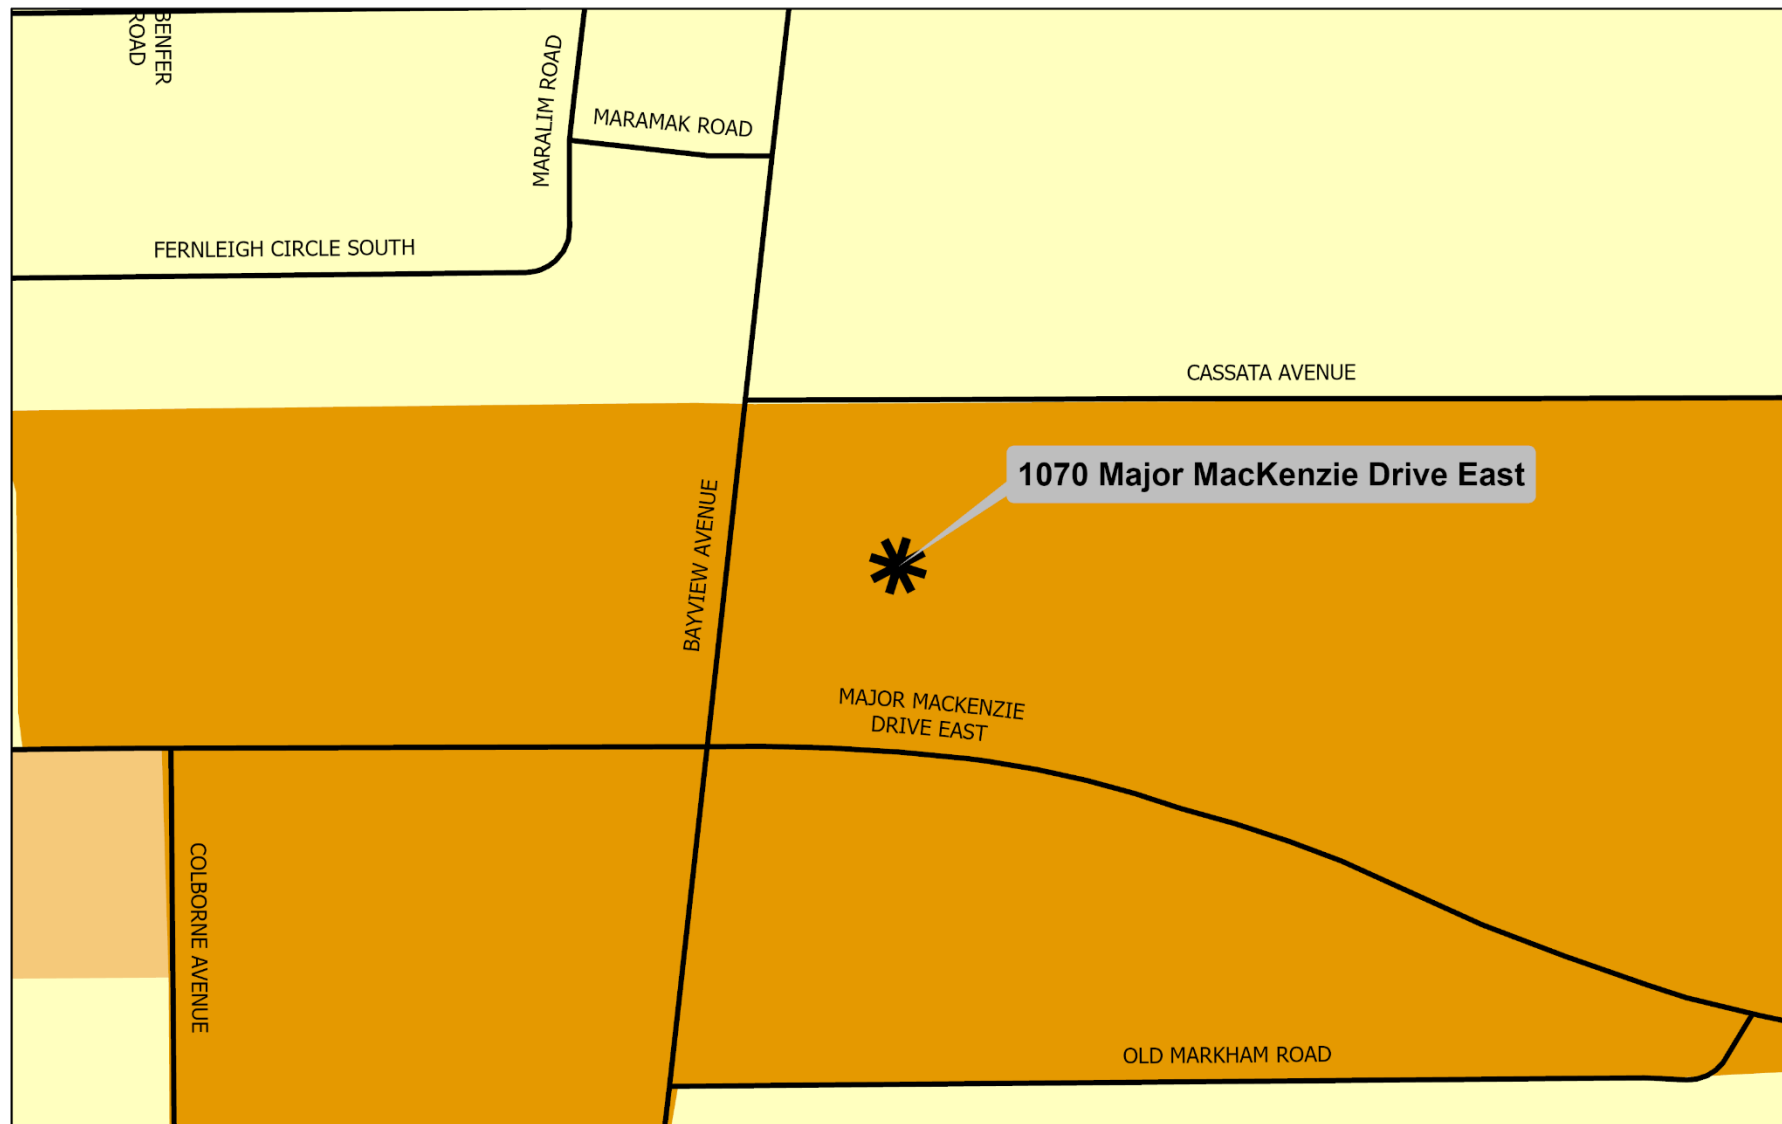 BENFER
ROAD
MARALIM ROAD
MARAMAK ROAD
FERNLEIGH CIRCLE SOUTH
CASSATA AVENUE
1070 Major MacKenzie Drive East
BAYVIEW AVENUE
MAJOR MACKENZIE
DRIVE EAST
COLBORNE AVENUE
OLD MARKHAM ROAD